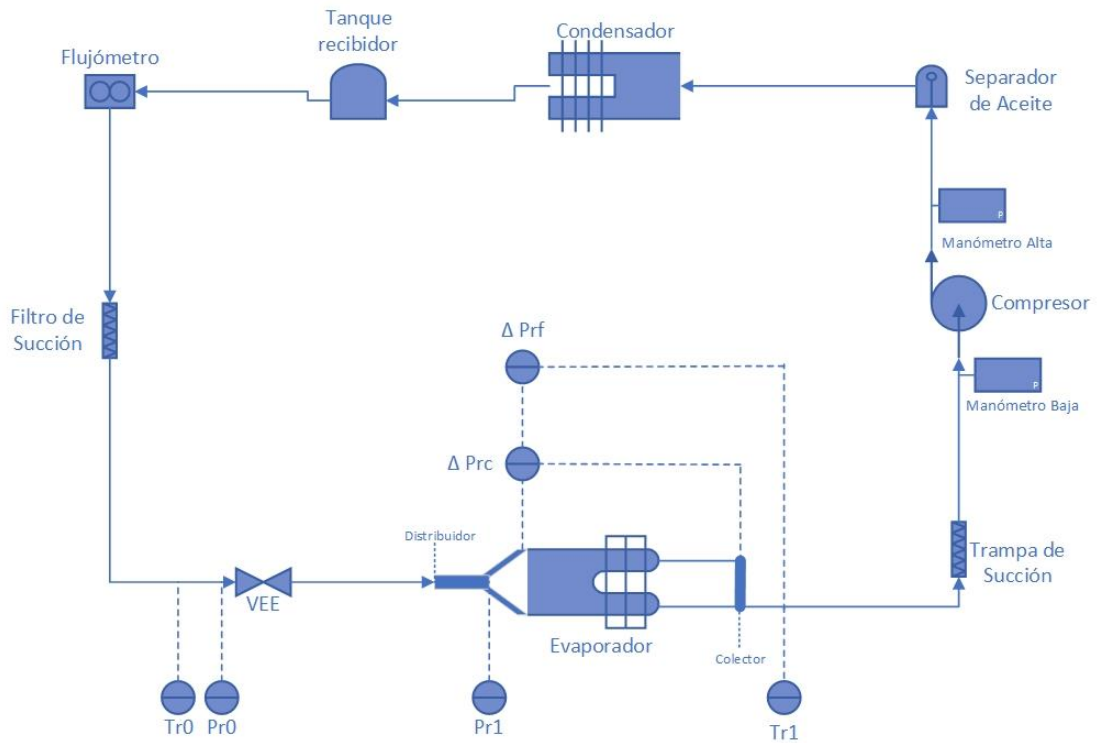 Tanque
recibidor
Condensador
Flujómetro
Separador
de Aceite
P
Manómetro Alta
Compresor
Filtro de
Succión
Δ Prf
P
Manómetro Baja
Δ Prc
Distribuidor
Trampa de
Succión
VEE
Evaporador
Colector
Tr0
Pr0
Pr1
Tr1